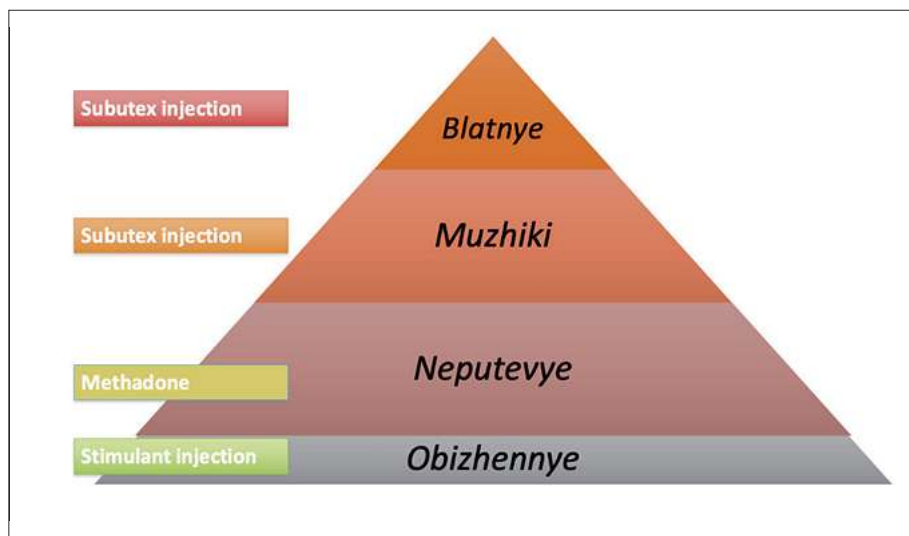 Subutex injection
Blatnye
Subutex injection
Muzhiki
Methadone
Neputevye
Stimulant injection
Obizhennye